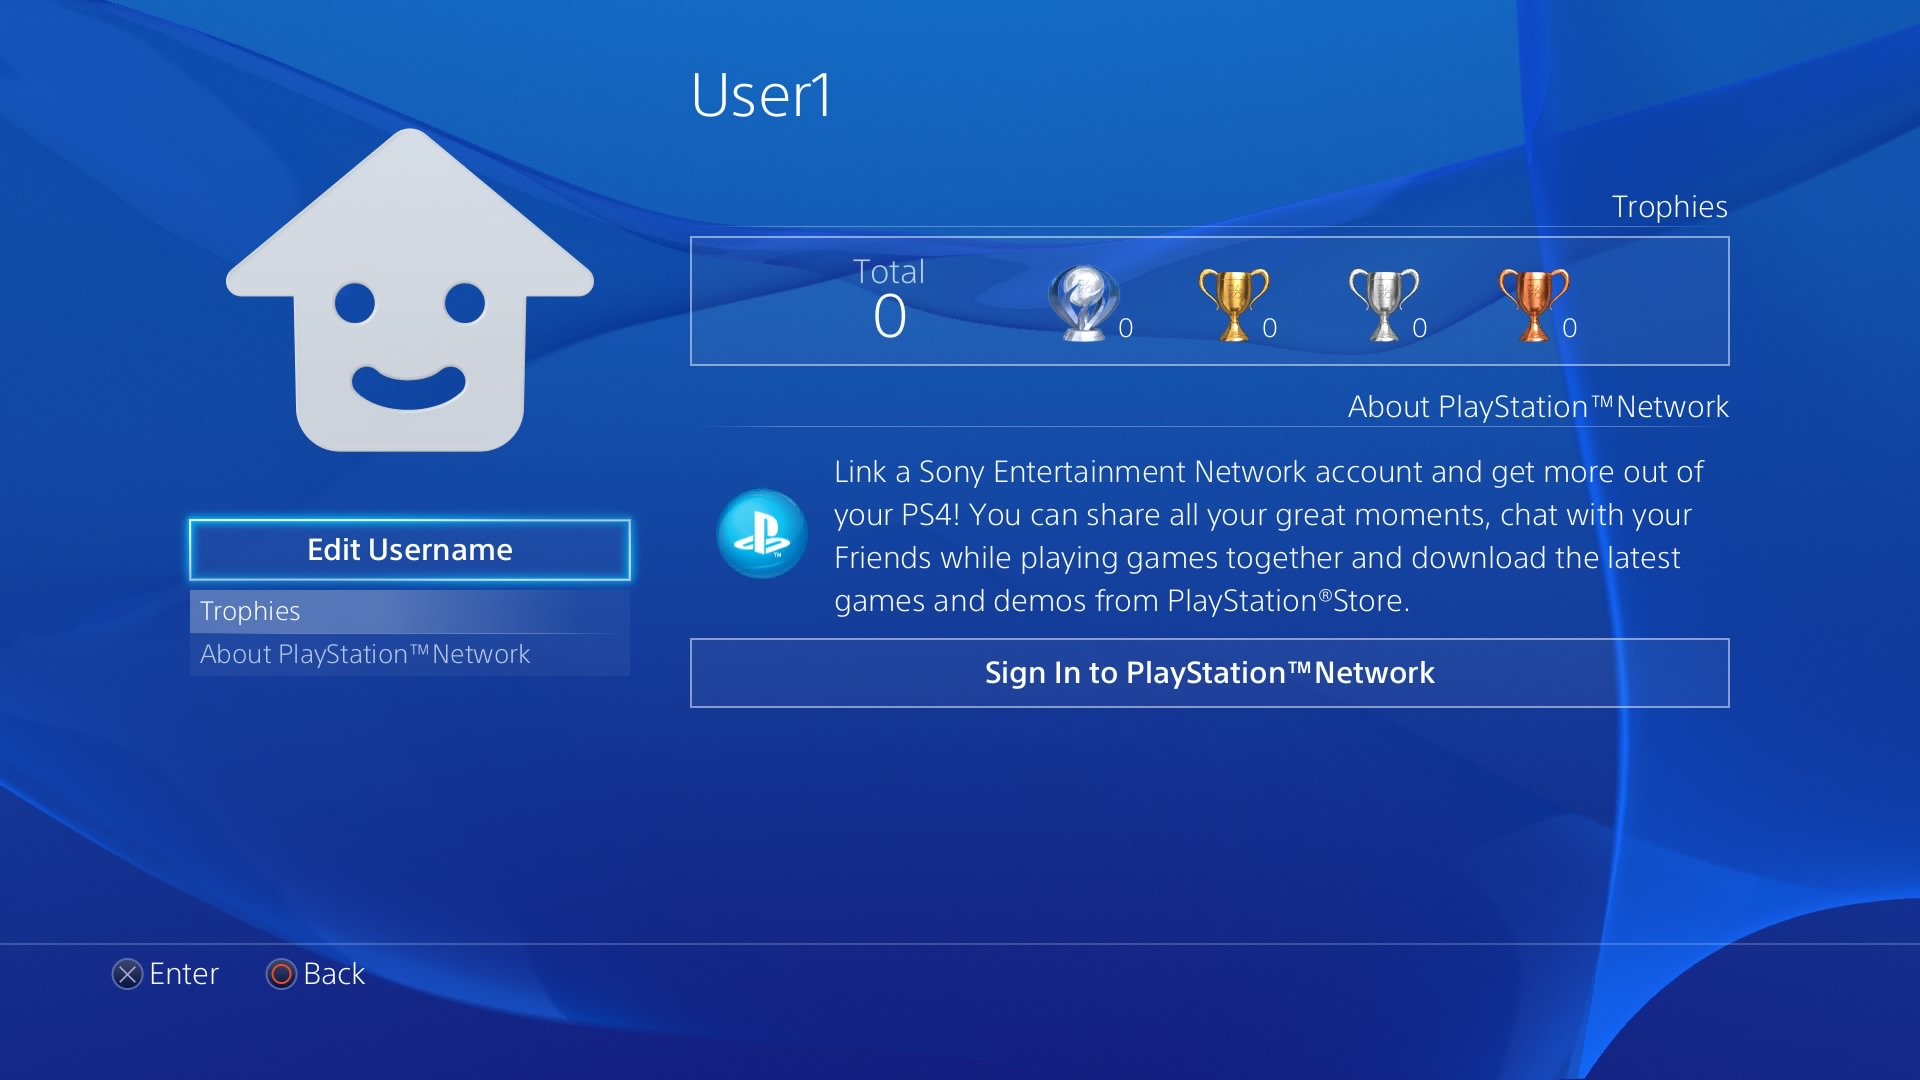 User1
Trophies
Total
0
0
0
0
0
About PlayStation™Network
Link a Sony Entertainment Network account and get more out of
your PS4! You can share all your great moments, chat with your
Friends while playing games together and download the latest
games and demos from PlayStation®Store.
Sign In to PlayStation™Network
Edit Username
Trophies
About PlayStation™Network
Enter
Back